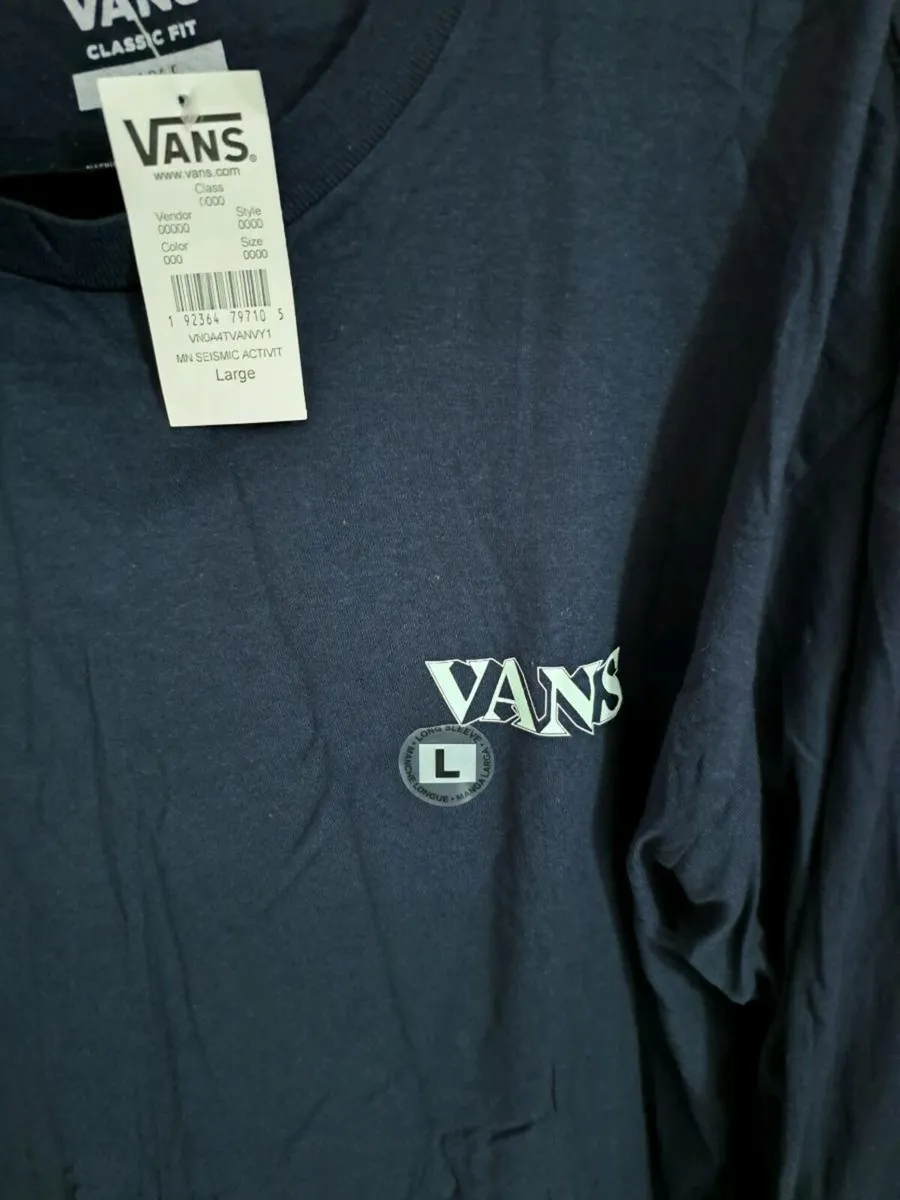 VANS
CLASSIC FIT
VANS
www.vans.com
Class
0000
Vendor
Style
00000
0000
Color
Size
000
0000
1 92364 79710 5
VN0A4TVANVY1
MN SEISMIC ACTIVIT
Large
VANS
LONG SLEEVE •
L
MANCHE LONGUE • MANGA LARGA